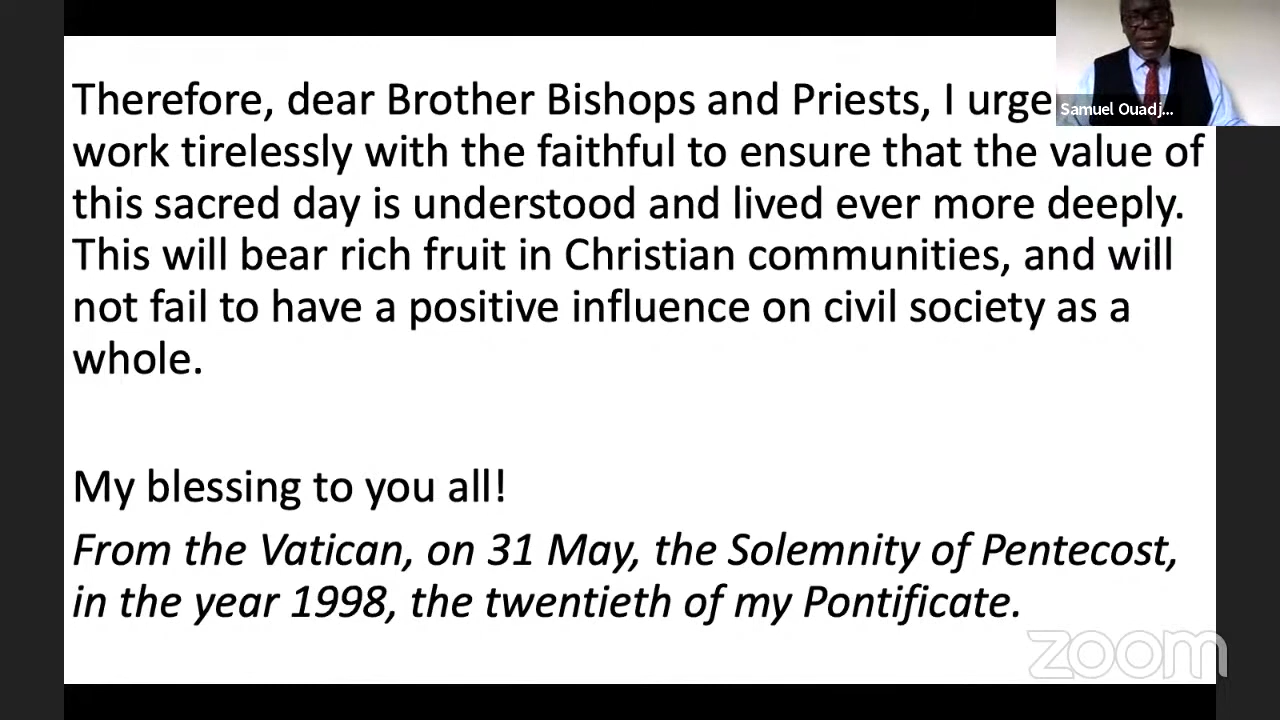 Therefore, dear Brother Bishops and Priests, I urge
work tirelessly with the faithful to ensure that the value of
this sacred day is understood and lived ever more deeply.
This will bear rich fruit in Christian communities, and will
not fail to have a positive influence on civil society as a
whole.
My blessing to you all!
From the Vatican, on 31 May, the Solemnity of Pentecost,
in the year 1998, the twentieth of my Pontificate.
Samuel Ouadj...
zoom